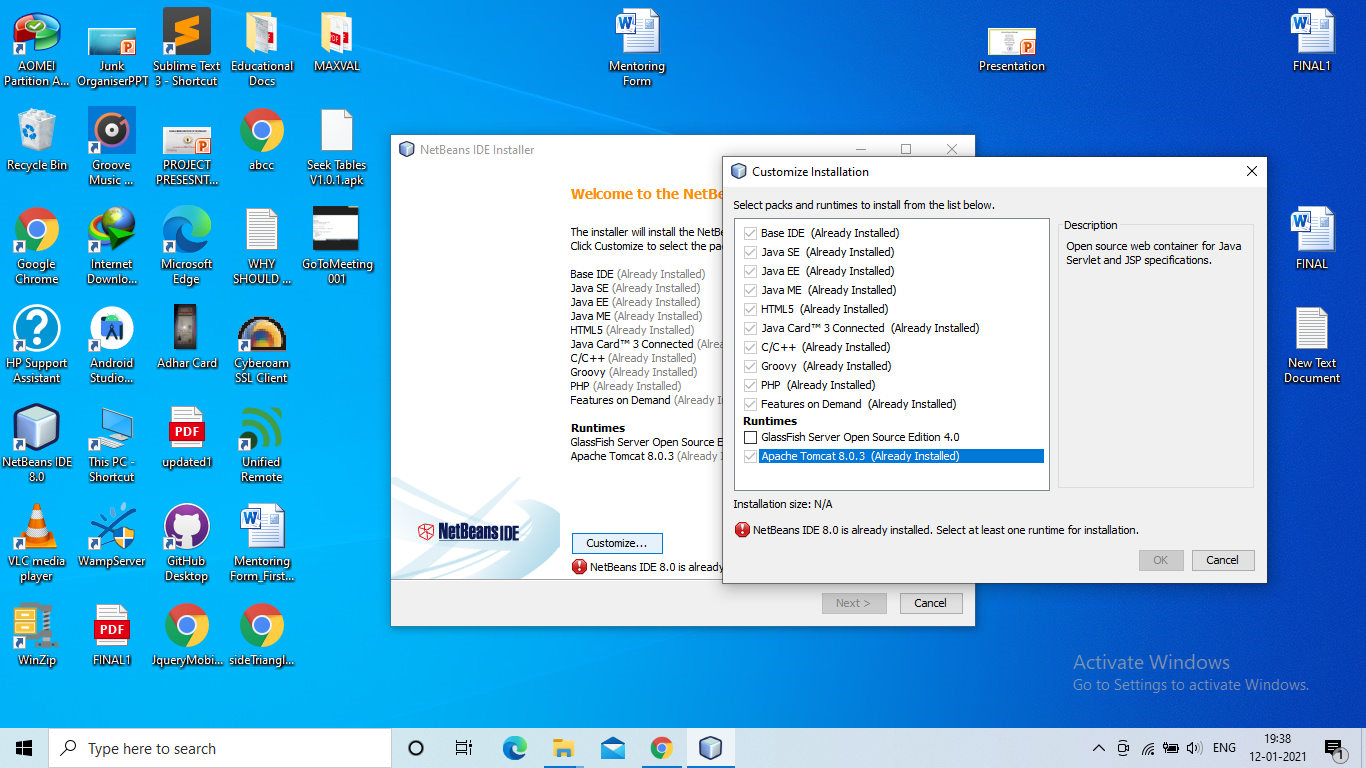 AOMEI
Partition A...
Junk
OrganiserPPT
Sublime Text
3 - Shortcut
Educational
Docs
MAXVAL
Mentoring
Form
Presentation
FINAL1
Recycle Bin
Groove
Music ...
PROJECT
PRESESNT...
abcc
Seek Tables
V1.0.1.apk
Google
Chrome
Internet
Downlo...
Microsoft
Edge
WHY
SHOULD ...
GoToMeeting
001
FINAL
HP Support
Assistant
Android
Studio...
Adhar Card
Cyberoam
SSL Client
New Text
Document
NetBeans IDE
8.0
This PC -
Shortcut
PDF
updated1
Unified
Remote
VLC media
player
WampServer
GitHub
Desktop
Mentoring
Form_First...
WinZip
PDF
FINAL1
JqueryMobi...
sideTriangl...
NetBeans IDE Installer
Welcome to the NetBe
The installer will install the NetBe
Click Customize to select the pa
Base IDE (Already Installed)
Java SE (Already Installed)
Java EE (Already Installed)
Java ME (Already Installed)
HTML5 (Already Installed)
Java Card™ 3 Connected (Alrea
C/C++ (Already Installed)
Groovy (Already Installed)
PHP (Already Installed)
Features on Demand (Already I
Runtimes
GlassFish Server Open Source E
Apache Tomcat 8.0.3 (Already I
NetBeans IDE
Customize...
NetBeans IDE 8.0 is already
Next >
Cancel
Customize Installation
Select packs and runtimes to install from the list below.
Base IDE (Already Installed)
Java SE (Already Installed)
Java EE (Already Installed)
Java ME (Already Installed)
HTML5 (Already Installed)
Java Card™ 3 Connected (Already Installed)
C/C++ (Already Installed)
Groovy (Already Installed)
PHP (Already Installed)
Features on Demand (Already Installed)
Runtimes
GlassFish Server Open Source Edition 4.0
Apache Tomcat 8.0.3 (Already Installed)
Description
Open source web container for Java
Servlet and JSP specifications.
Installation size: N/A
NetBeans IDE 8.0 is already installed. Select at least one runtime for installation.
OK
Cancel
Activate Windows
Go to Settings to activate Windows.
Type here to search
ENG
19:38
12-01-2021
1